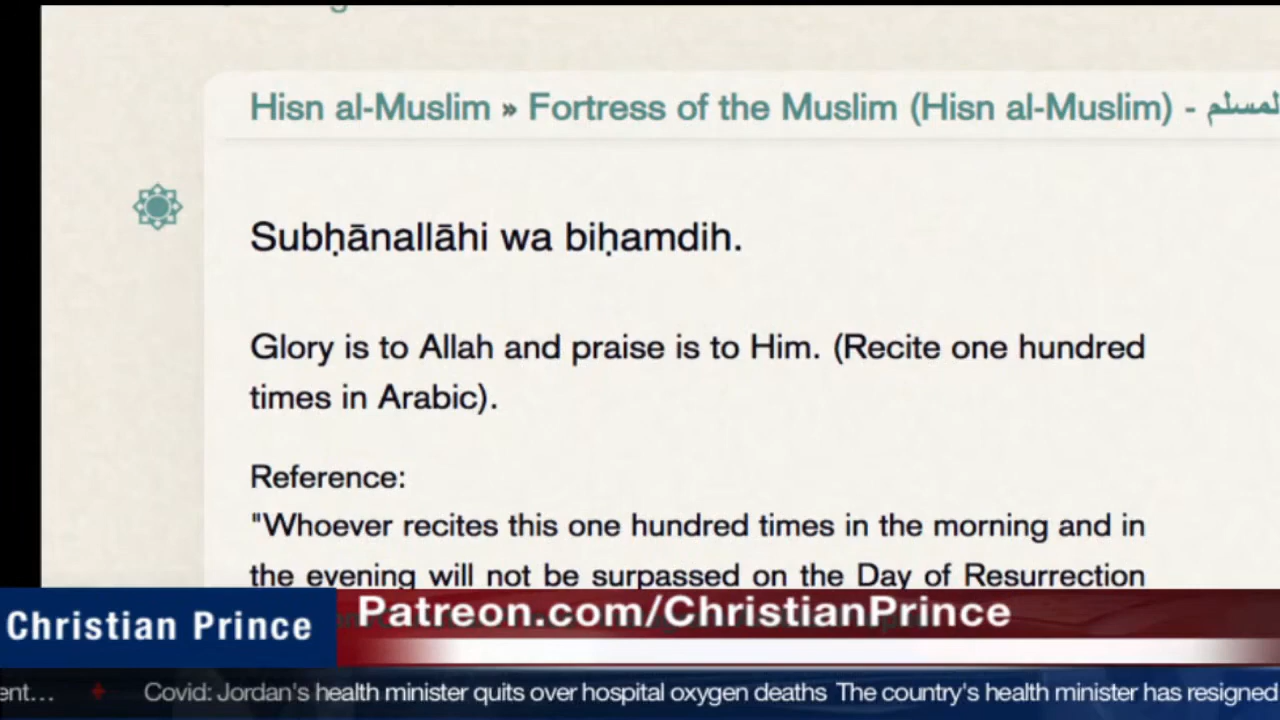 Hisn al-Muslim » Fortress of the Muslim (Hisn al-Muslim) - لمسلم
Subḥānallāhi wa biḥamdih.
Glory is to Allah and praise is to Him. (Recite one hundred
times in Arabic).
Reference:
"Whoever recites this one hundred times in the morning and in
the evening will not be surpassed on the Day of Resurrection
Christian Prince
Patreon.com/ChristianPrince
ent... Covid: Jordan's health minister quits over hospital oxygen deaths The country's health minister has resigned